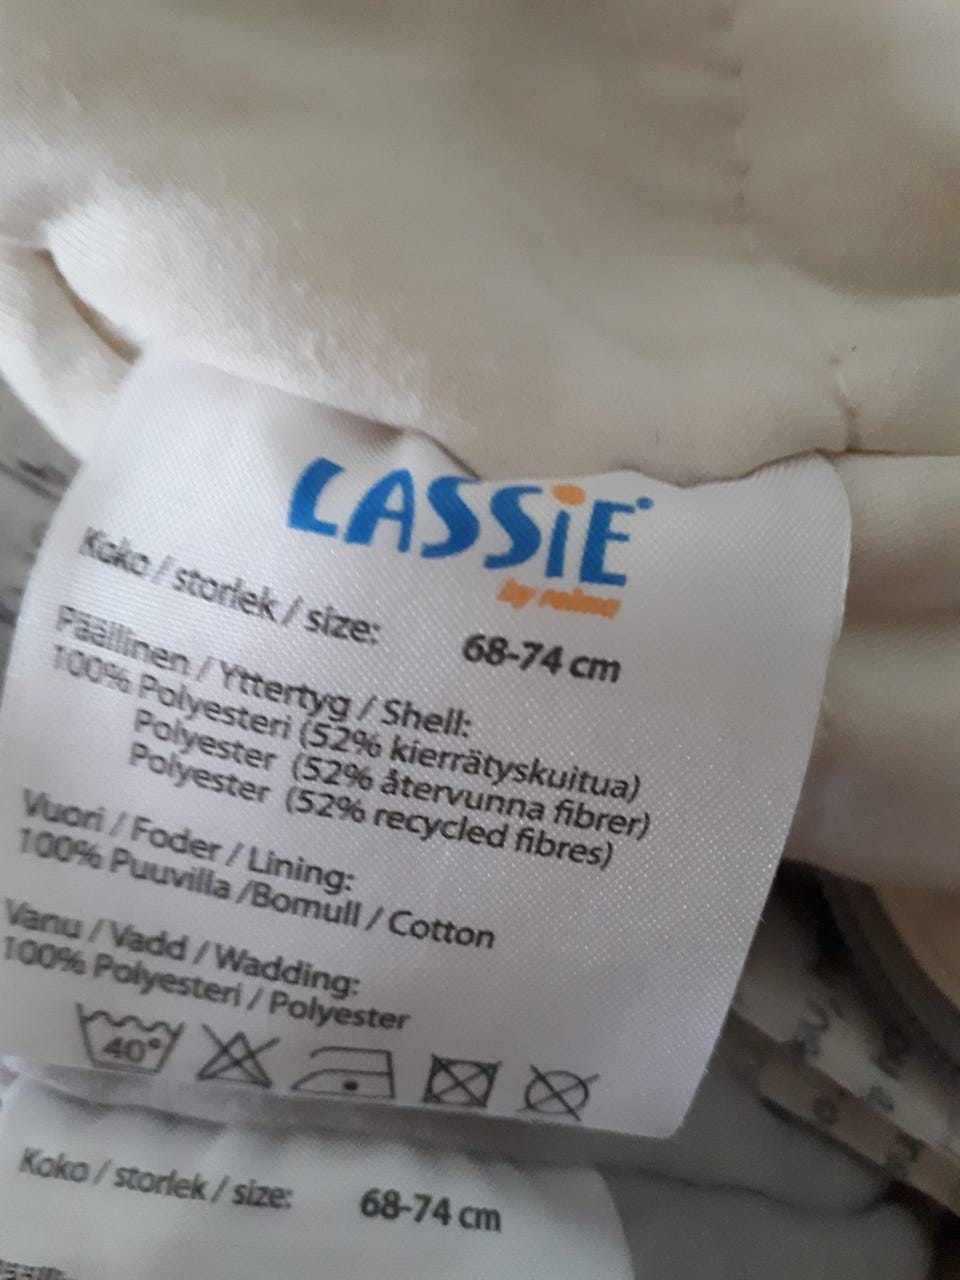 LASSiE
by reima
Koko / storlek / size: 68-74 cm
Päällinen / Yttertyg / Shell:
100% Polyesteri (52% kierrätyskuitua)
Polyester (52% återvunna fibrer)
Polyester (52% recycled fibres)
Vuori / Foder / Lining:
100% Puuvilla /Bomull / Cotton
Vanu / Vadd / Wadding:
100% Polyesteri / Polyester
40°
Koko / storlek / size: 68-74 cm